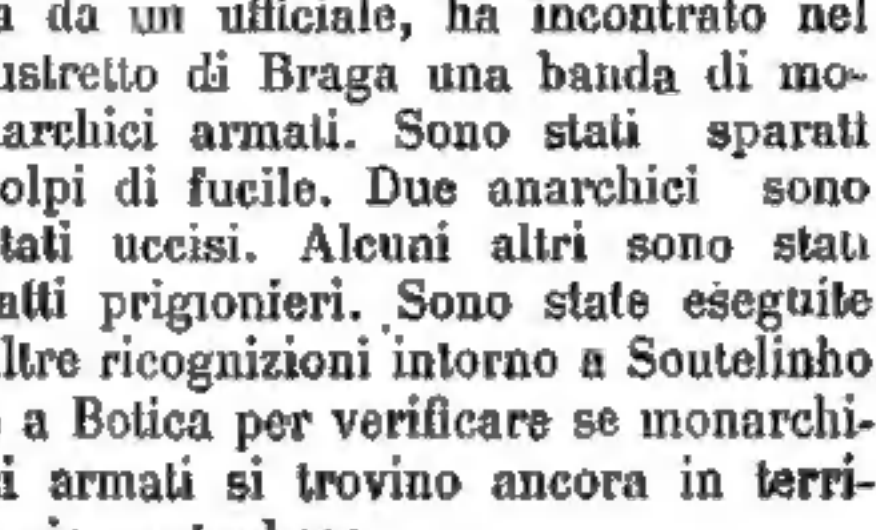 da un ufficiale, ha incontrato nel
di Braga una banda di mo-
archici armati. Sono stati sparati
olpi di fucile. Due anarchici sono
tati uccisi. Alcuni altri sono stati
atti prigionieri. Sono state eseguite
ltre ricognizioni intorno a Soutelinho
a Botica per verificare se monarchi-
i armati si trovino ancora in terri-